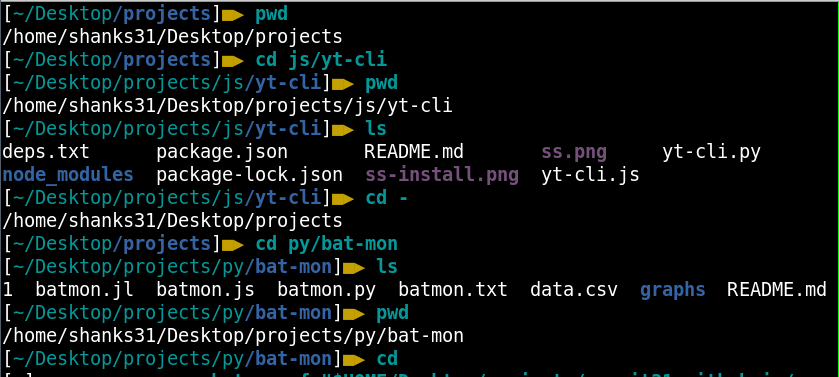 [~/Desktop/projects] pwd
/home/shanks31/Desktop/projects
[~/Desktop/projects] cd js/yt-cli
[~/Desktop/projects/js/yt-cli] pwd
/home/shanks31/Desktop/projects/js/yt-cli
[~/Desktop/projects/js/yt-cli] ls
deps.txt package.json README.md ss.png yt-cli.py
node_modules package-lock.json ss-install.png yt-cli.js
[~/Desktop/projects/js/yt-cli] cd -
/home/shanks31/Desktop/projects
[~/Desktop/projects] cd py/bat-mon
[~/Desktop/projects/py/bat-mon] ls
1 batmon.jl batmon.js batmon.py batmon.txt data.csv graphs README.md
[~/Desktop/projects/py/bat-mon] pwd
/home/shanks31/Desktop/projects/py/bat-mon
[~/Desktop/projects/py/bat-mon] cd